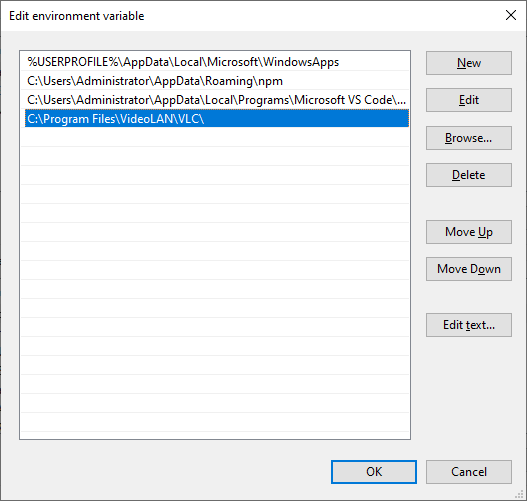 Edit environment variable
%USERPROFILE%\AppData\Local\Microsoft\WindowsApps
C:\Users\Administrator\AppData\Roaming\npm
C:\Users\Administrator\AppData\Local\Programs\Microsoft VS Code\...
C:\Program Files\VideoLAN\VLC\
New
Edit
Browse...
Delete
Move Up
Move Down
Edit text...
OK
Cancel